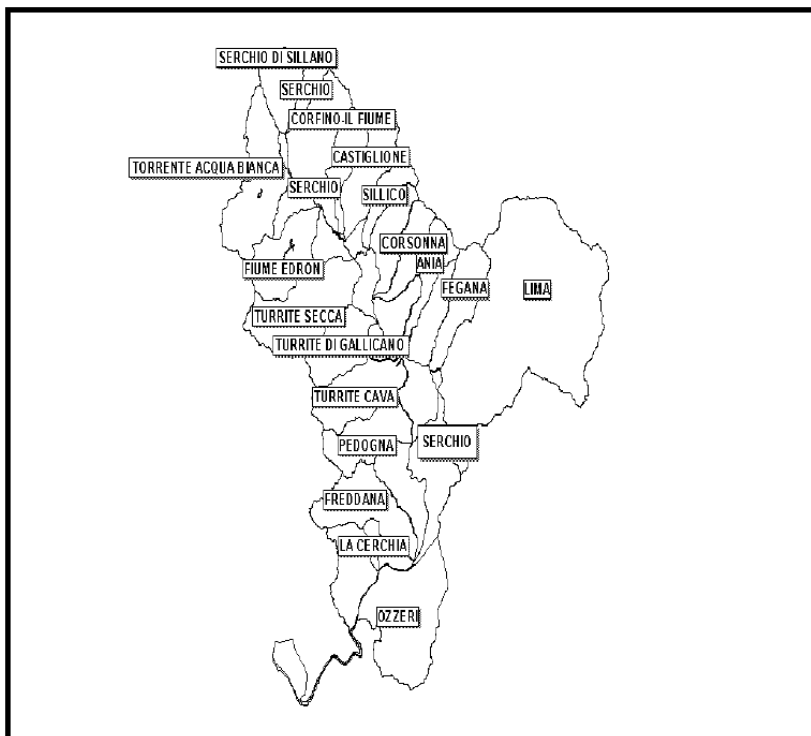 SERCHIO DI SILLANO
SERCHIO
CORFINO-IL FIUME
CASTIGLIONE
TORRENTE ACQUA BIANCA
SERCHIO
SILLICO
CORSONNA
ANIA
FIUME EDRON
FEGANA
LIMA
TURRITE SECCA
TURRITE DI GALLICANO
TURRITE CAVA
PEDOGNA
SERCHIO
FREDDANA
LA CERCHIA
OZZERI